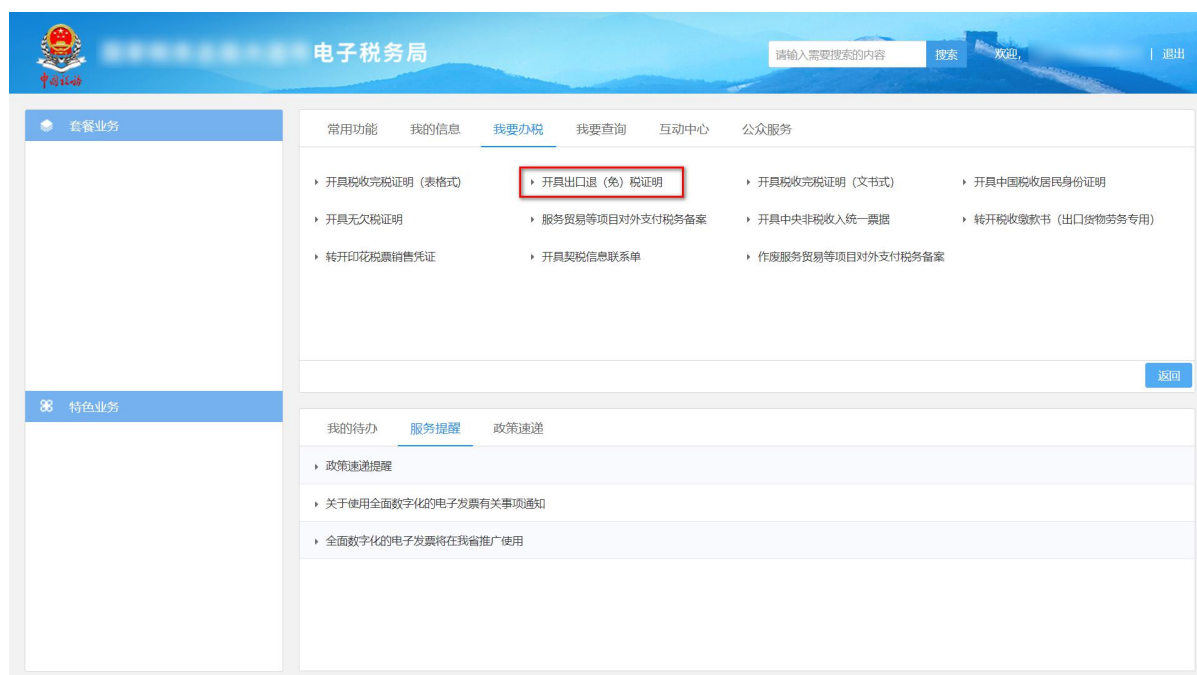 电子税务局
请输入需要搜索的内容 搜索 欢迎, | 退出
中国税务
套餐业务
常用功能 我的信息 我要办税 我要查询 互动中心 公众服务
开具税收完税证明（表格式） 开具出口退（免）税证明 开具税收完税证明（文书式） 开具中国税收居民身份证明
开具无欠税证明 服务贸易等项目对外支付税务备案 开具中央非税收入统一票据 转开税收缴款书（出口货物劳务专用）
转开印花税票销售凭证 开具契税信息联系单 作废服务贸易等项目对外支付税务备案
返回
特色业务
我的待办 服务提醒 政策速递
政策速递提醒
关于使用全面数字化的电子发票有关事项通知
全面数字化的电子发票将在我省推广使用